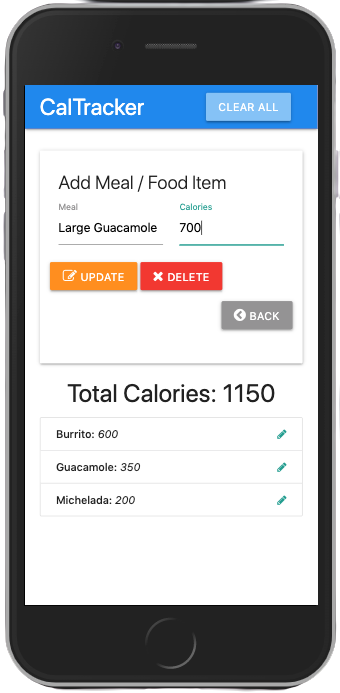 CalTracker
CLEAR ALL
Add Meal / Food Item
Meal
Calories
Large Guacamole
700
UPDATE
DELETE
BACK
Total Calories: 1150
Burrito: 600
Guacamole: 350
Michelada: 200